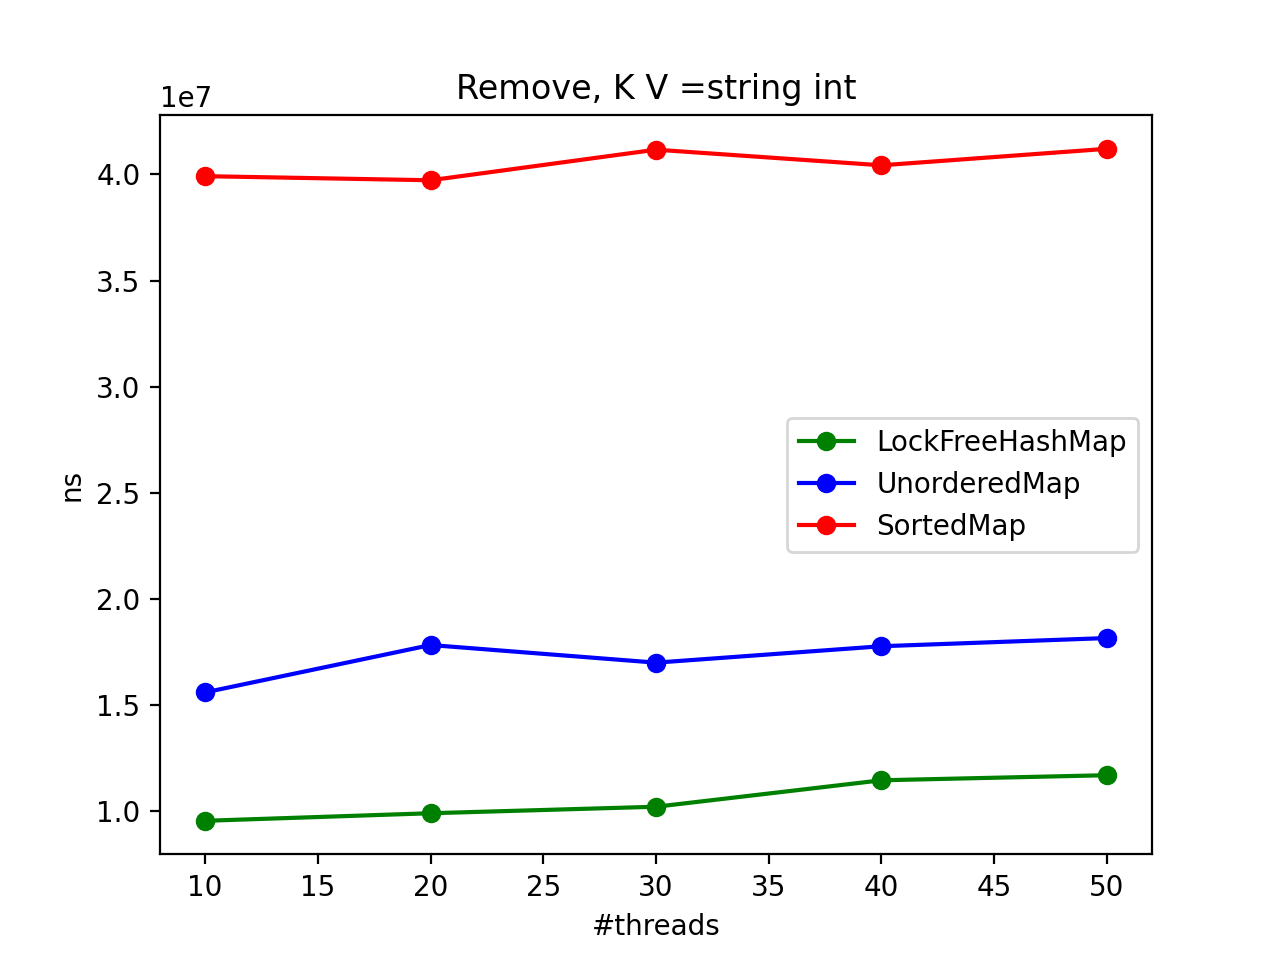 Remove, K V =string int
1e7
4.0
3.5
3.0
2.5
2.0
1.5
1.0
ns
LockFreeHashMap
UnorderedMap
SortedMap
10 15 20 25 30 35 40 45 50
#threads